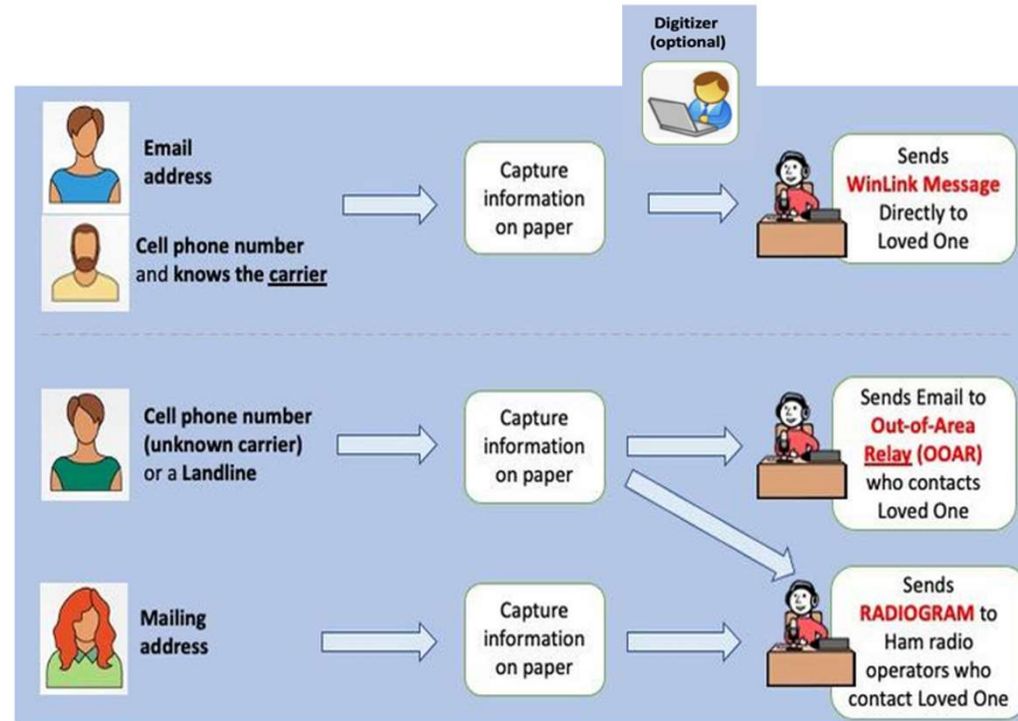 Digitizer
(optional)
Email
address
Cell phone number
and knows the carrier
Capture
information
on paper
Sends
WinLink Message
Directly to
Loved One
Cell phone number
(unknown carrier)
or a Landline
Capture
information
on paper
Sends Email to
Out-of-Area
Relay (OOAR)
who contacts
Loved One
Mailing
address
Capture
information
on paper
Sends
RADIOGRAM to
Ham radio
operators who
contact Loved One